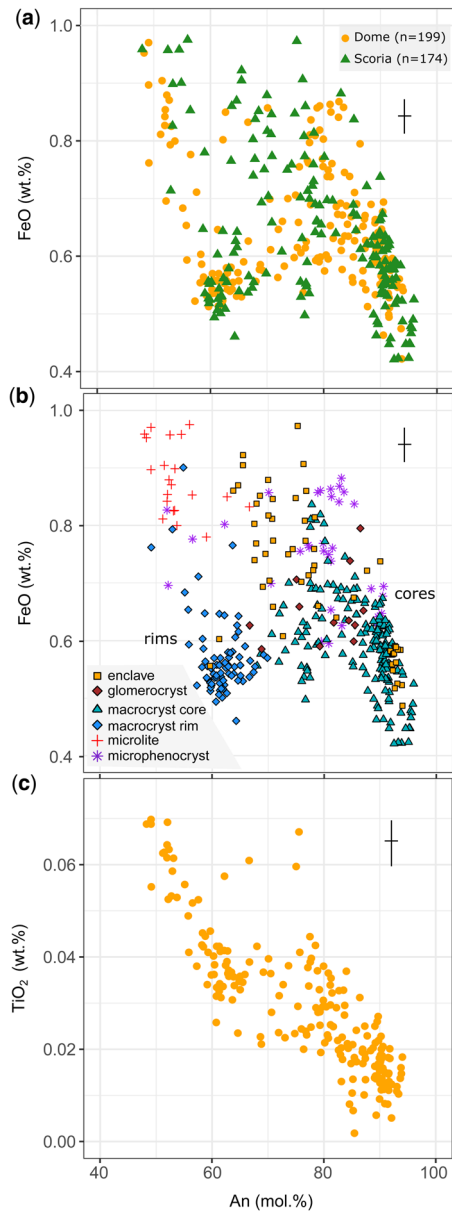 (a)
Dome (n=199)
Scoria (n=174)
1.0
0.8
0.6
0.4
FeO (wt.%)
(b)
1.0
0.8
0.6
0.4
FeO (wt.%)
cores
rims
enclave
glomerocryst
macrocryst core
macrocryst rim
microlite
microphenocryst
(c)
0.06
0.04
0.02
0.00
TiO₂ (wt.%)
40 60 80 100
An (mol.%)